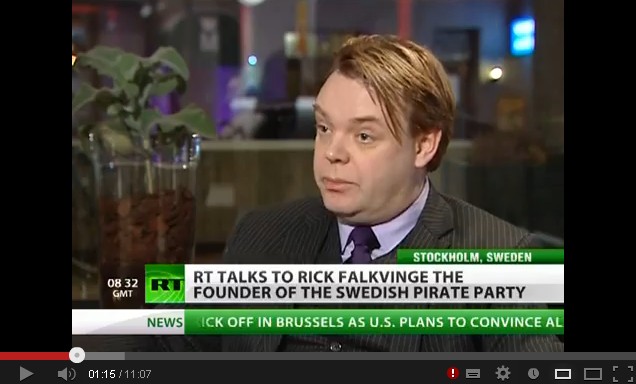 STOCKHOLM, SWEDEN
08 32
GMT
RT
RT TALKS TO RICK FALKVINGE THE
FOUNDER OF THE SWEDISH PIRATE PARTY
NEWS
ICK OFF IN BRUSSELS AS U.S. PLANS TO CONVINCE AL
01:15 / 11:07